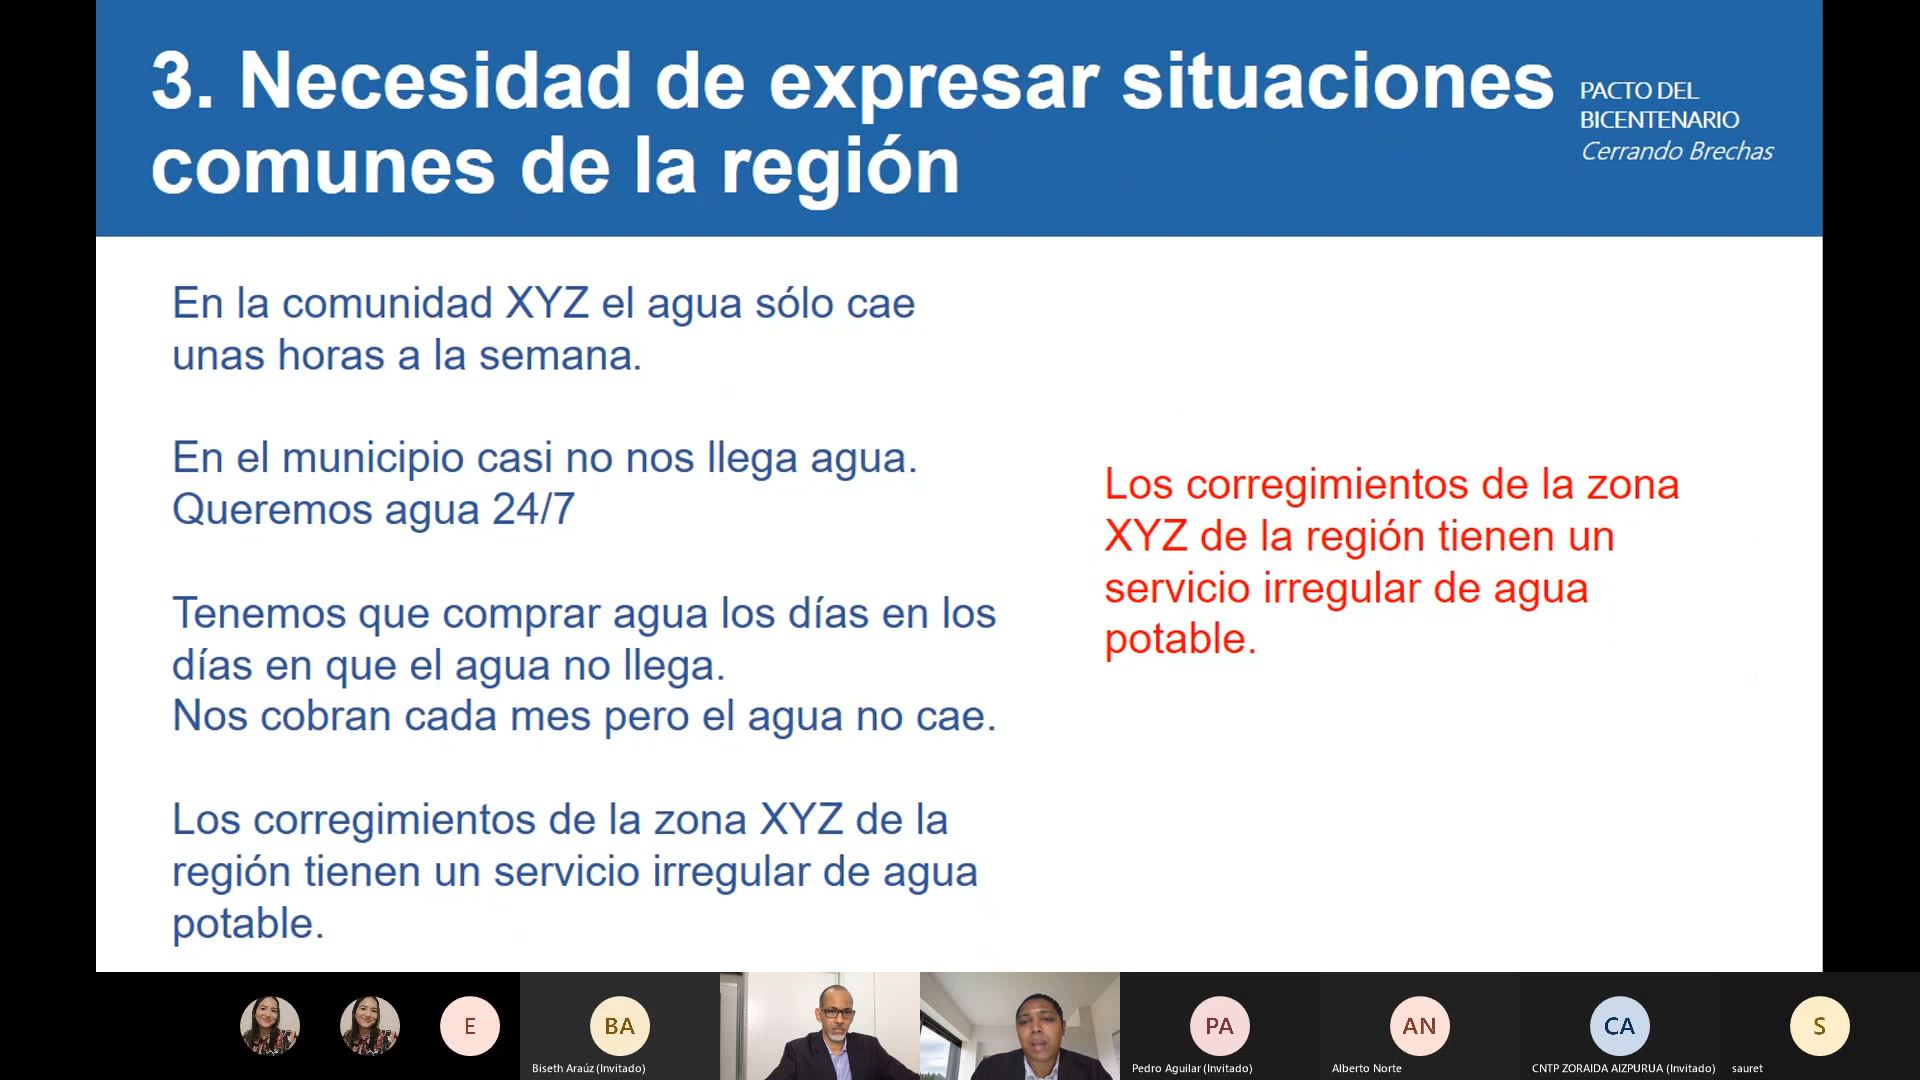 3. Necesidad de expresar situaciones
comunes de la región
PACTO DEL
BICENTENARIO
Cerrando Brechas
En la comunidad XYZ el agua sólo cae
unas horas a la semana.
En el municipio casi no nos llega agua.
Queremos agua 24/7
Tenemos que comprar agua los días en los
días en que el agua no llega.
Nos cobran cada mes pero el agua no cae.
Los corregimientos de la zona XYZ de la
región tienen un servicio irregular de agua
potable.
Los corregimientos de la zona
XYZ de la región tienen un
servicio irregular de agua
potable.
E
BA
Biseth Araúz (Invitado)
PA
Pedro Aguilar (Invitado)
AN
Alberto Norte
CA
CNTP ZORAIDA AIZPURUA (Invitado)
S
sauret